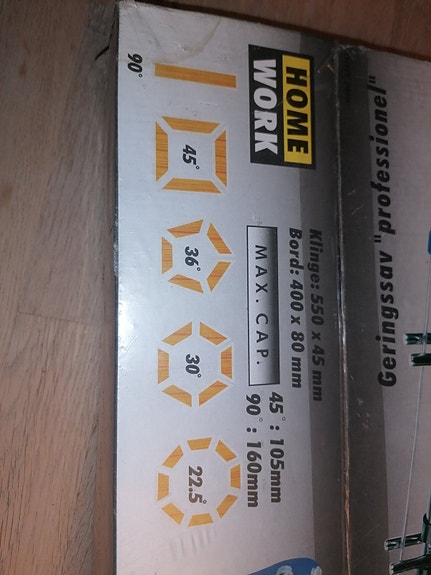 HOME
WORK
Geringssav "professionel"
Klinge: 550 x 45 mm
Bord: 400 x 80 mm
MAX. CAP.
45° : 105mm
90° : 160mm
90°
45°
36°
30°
22.5°